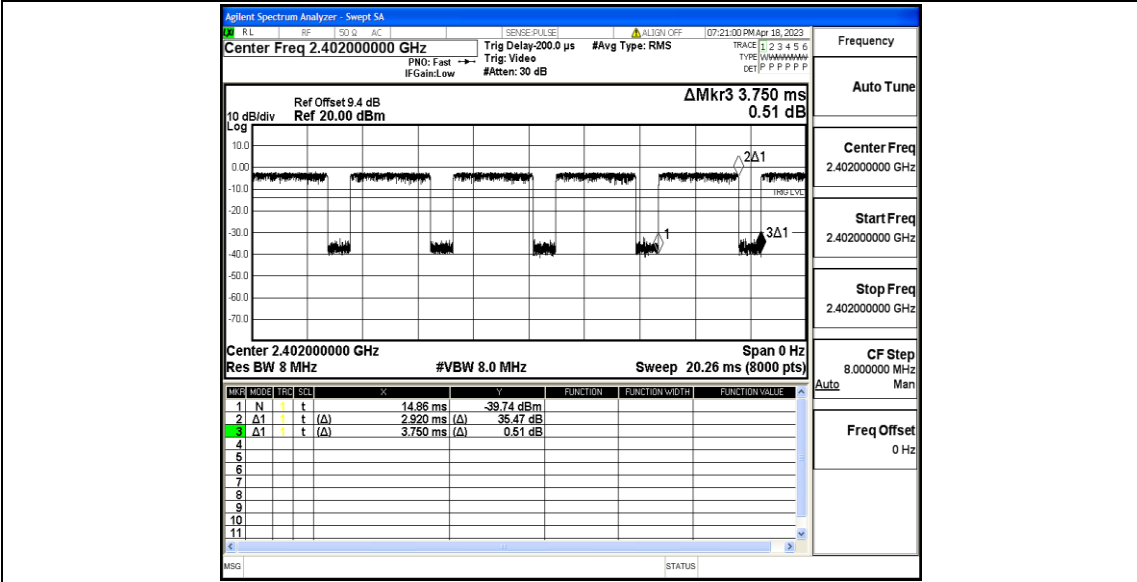 Agilent Spectrum Analyzer - Swept SA
RL RF 50 Ω AC SENSE:PULSE ALIGN OFF 07:21:00 PM Apr 18, 2023
Center Freq 2.402000000 GHz
Trig Delay-200.0 µs #Avg Type: RMS
TRACE 1 2 3 4 5 6
PNO: Fast Trig: Video
TYPE WWWWWW
IFGain:Low #Atten: 30 dB
DET P P P P P P
Frequency
Auto Tune
ΔMkr3 3.750 ms
0.51 dB
Ref Offset 9.4 dB
10 dB/div Ref 20.00 dBm
Log
10.0
0.00
-10.0
-20.0
-30.0
-40.0
-50.0
-60.0
-70.0
2Δ1
TRIG LVL
1
3Δ1
Center Freq
2.402000000 GHz
Start Freq
2.402000000 GHz
Stop Freq
2.402000000 GHz
Center 2.402000000 GHz Span 0 Hz
Res BW 8 MHz #VBW 8.0 MHz Sweep 20.26 ms (8000 pts)
CF Step
8.000000 MHz
Auto Man
MKR MODE TRC SCL X Y FUNCTION FUNCTION WIDTH FUNCTION VALUE
1 N t 14.86 ms -39.74 dBm
2 Δ1 t (Δ) 2.920 ms (Δ) 35.47 dB
3 Δ1 t (Δ) 3.750 ms (Δ) 0.51 dB
4
5
6
7
8
9
10
11
Freq Offset
0 Hz
MSG STATUS